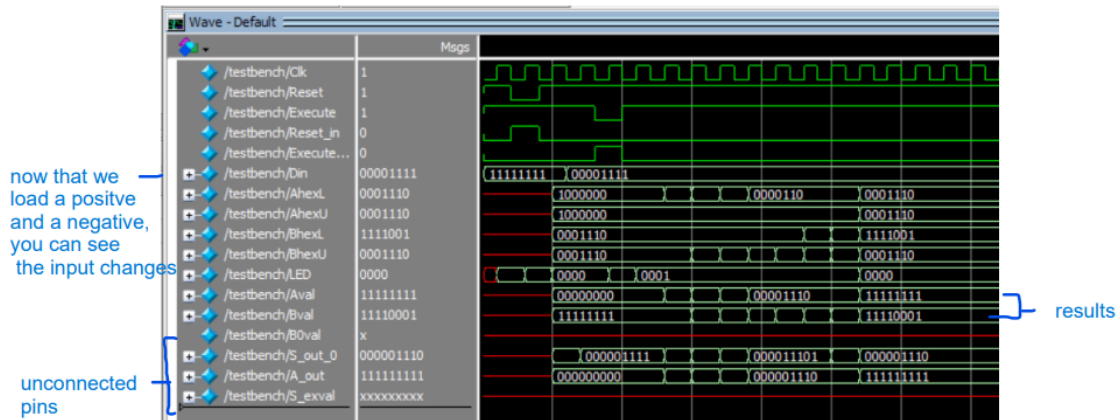 Wave - Default
Msgs
/testbench/Clk 1
/testbench/Reset 1
/testbench/Execute 1
/testbench/Reset_in 0
/testbench/Execute... 0
/testbench/Din 00001111 11111111 00001111
/testbench/AhexL 0001110 1000000 0000110 0001110
/testbench/AhexU 0001110 1000000 0001110
/testbench/BhexL 1111001 0001110 1111001
/testbench/BhexU 0001110 0001110 0001110
/testbench/LED 0000 0000 0001 0000
/testbench/Aval 11111111 00000000 00001110 11111111
/testbench/Bval 11110001 11111111 11110001
/testbench/B0val x
/testbench/S_out_0 000001110 000001111 000011101 000001110
/testbench/A_out 111111111 000000000 000001110 111111111
/testbench/S_exval xxxxxxxxx
now that we
load a positve
and a negative,
you can see
the input changes
unconnected
pins
results